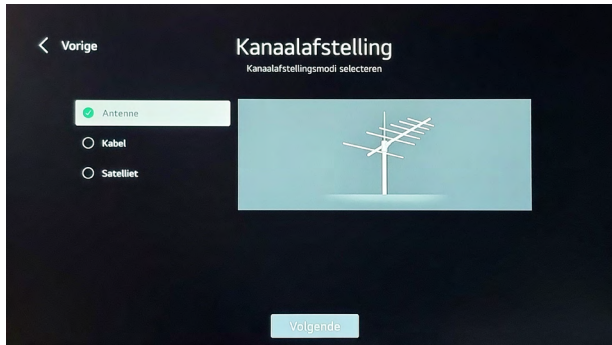 Vorige
Kanaalafstelling
Kanaalafstellingsmodi selecteren
Antenne
Kabel
Satelliet
Volgende